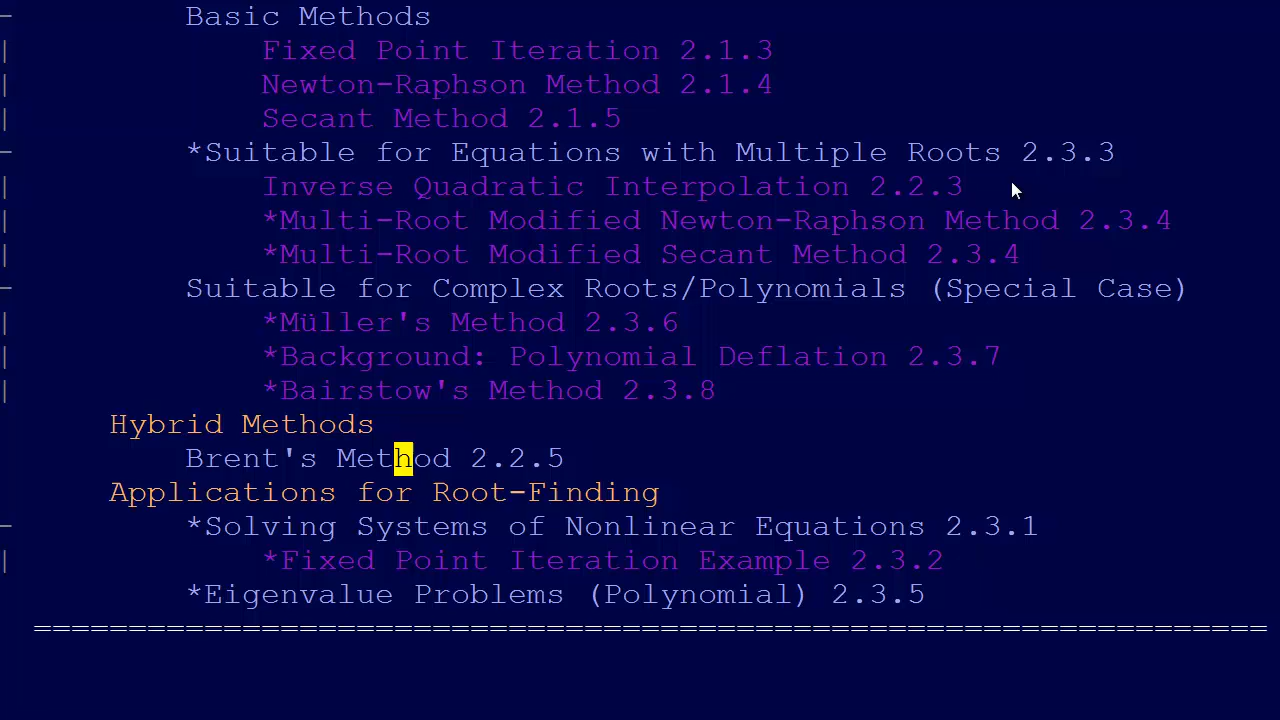 Basic Methods
Fixed Point Iteration 2.1.3
Newton-Raphson Method 2.1.4
Secant Method 2.1.5
*Suitable for Equations with Multiple Roots 2.3.3
Inverse Quadratic Interpolation 2.2.3
*Multi-Root Modified Newton-Raphson Method 2.3.4
*Multi-Root Modified Secant Method 2.3.4
Suitable for Complex Roots/Polynomials (Special Case)
*Müller's Method 2.3.6
*Background: Polynomial Deflation 2.3.7
*Bairstow's Method 2.3.8
Hybrid Methods
Brent's Method 2.2.5
Applications for Root-Finding
*Solving Systems of Nonlinear Equations 2.3.1
*Fixed Point Iteration Example 2.3.2
*Eigenvalue Problems (Polynomial) 2.3.5
=================================================================